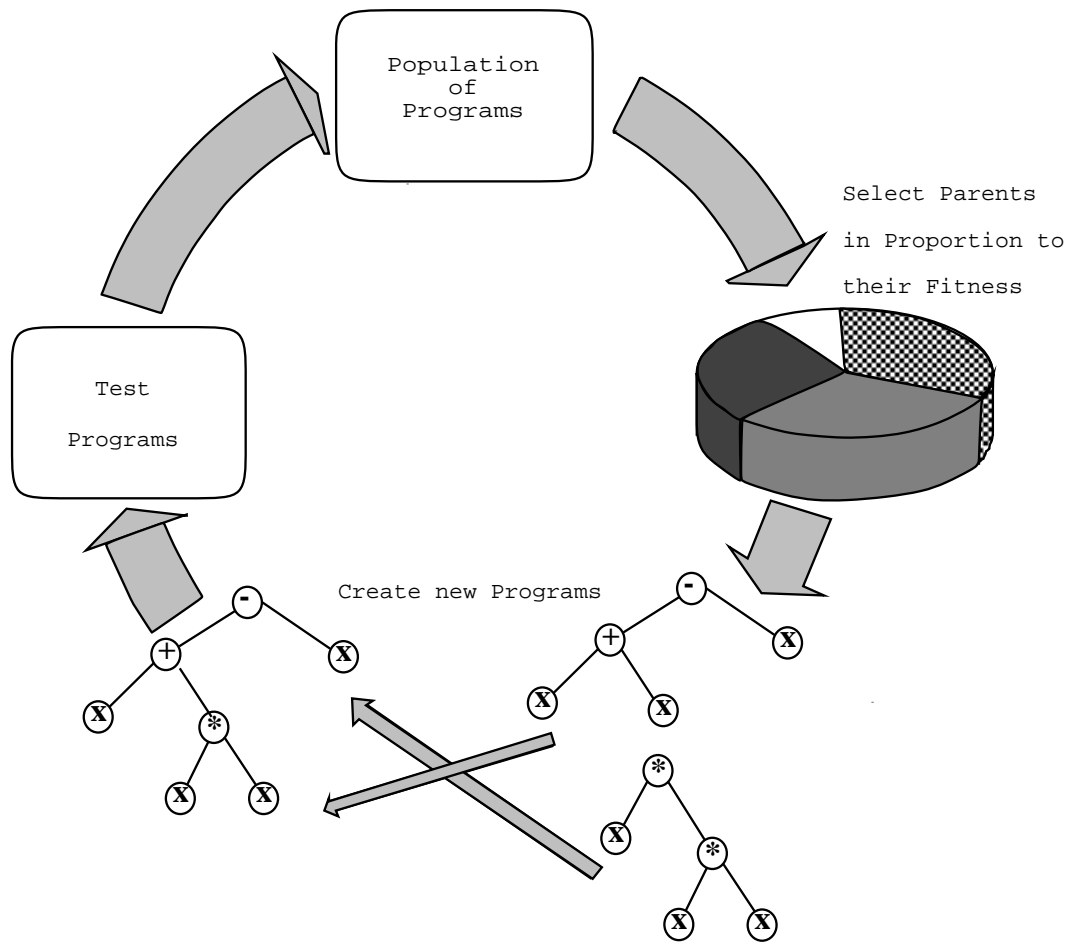 Population
of
Programs
Select Parents
in Proportion to
their Fitness
Test
Programs
Create new Programs
-
+
x
x
*
x
x
-
+
x
x
x
*
x
*
x
x